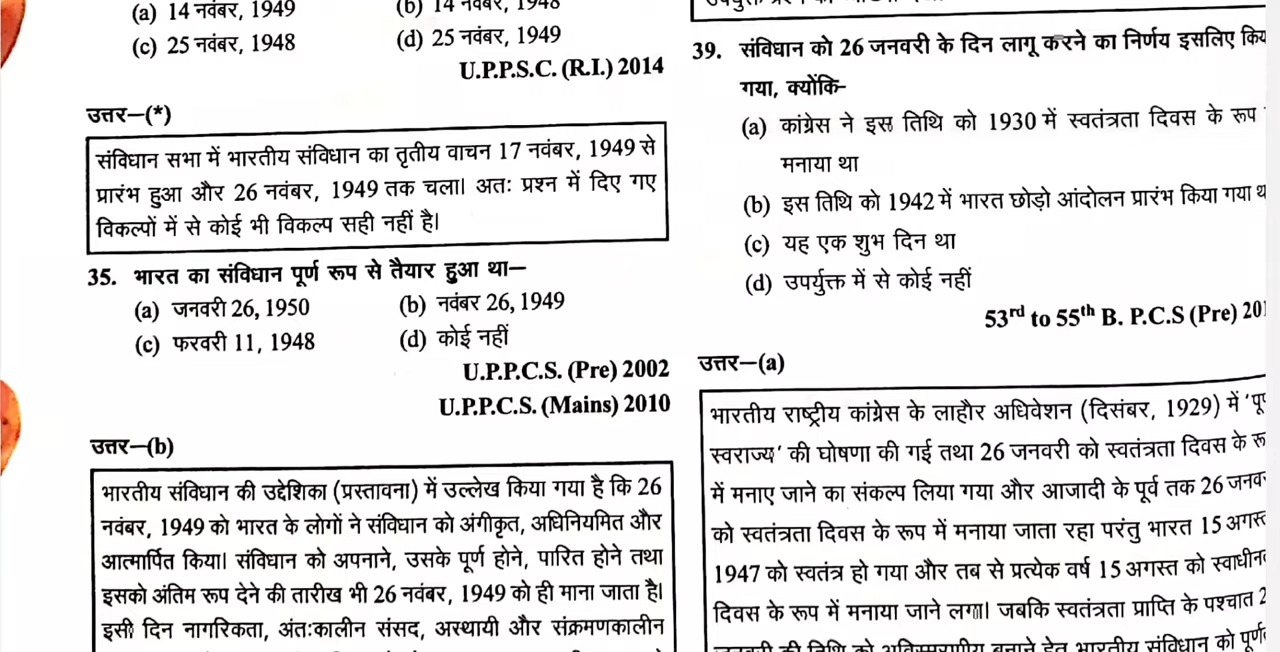 (a) 14 नवंबर, 1949 (b) 14 नवंबर, 1948
(c) 25 नवंबर, 1948 (d) 25 नवंबर, 1949
U.P.P.S.C. (R.I.) 2014
उत्तर–(*)
संविधान सभा में भारतीय संविधान का तृतीय वाचन 17 नवंबर, 1949 से
प्रारंभ हुआ और 26 नवंबर, 1949 तक चला। अतः प्रश्न में दिए गए
विकल्पों में से कोई भी विकल्प सही नहीं है।
35. भारत का संविधान पूर्ण रूप से तैयार हुआ था–
(a) जनवरी 26, 1950 (b) नवंबर 26, 1949
(c) फरवरी 11, 1948 (d) कोई नहीं
U.P.P.C.S. (Pre) 2002
U.P.P.C.S. (Mains) 2010
उत्तर–(b)
भारतीय संविधान की उद्देशिका (प्रस्तावना) में उल्लेख किया गया है कि 26
नवंबर, 1949 को भारत के लोगों ने संविधान को अंगीकृत, अधिनियमित और
आत्मार्पित किया। संविधान को अपनाने, उसके पूर्ण होने, पारित होने तथा
इसको अंतिम रूप देने की तारीख भी 26 नवंबर, 1949 को ही माना जाता है।
इसी दिन नागरिकता, अंतःकालीन संसद, अस्थायी और संक्रमणकालीन
39. संविधान को 26 जनवरी के दिन लागू करने का निर्णय इसलिए
गया, क्योंकि-
(a) कांग्रेस ने इस तिथि को 1930 में स्वतंत्रता दिवस के रूप
मनाया था
(b) इस तिथि को 1942 में भारत छोड़ो आंदोलन प्रारंभ किया गया
(c) यह एक शुभ दिन था
(d) उपर्युक्त में से कोई नहीं
53rd to 55th B. P.C.S (Pre)
उत्तर–(a)
भारतीय राष्ट्रीय कांग्रेस के लाहौर अधिवेशन (दिसंबर, 1929) में
स्वराज्य' की घोषणा की गई तथा 26 जनवरी को स्वतंत्रता दिवस के
में मनाए जाने का संकल्प लिया गया और आजादी के पूर्व तक 26
को स्वतंत्रता दिवस के रूप में मनाया जाता रहा परंतु भारत 15
1947 को स्वतंत्र हो गया और तब से प्रत्येक वर्ष 15 अगस्त को
दिवस के रूप में मनाया जाने लगा। जबकि स्वतंत्रता प्राप्ति के पश्चात
की तिथि को अविस्मरणीय बनाने हेतु भारतीय संविधान को